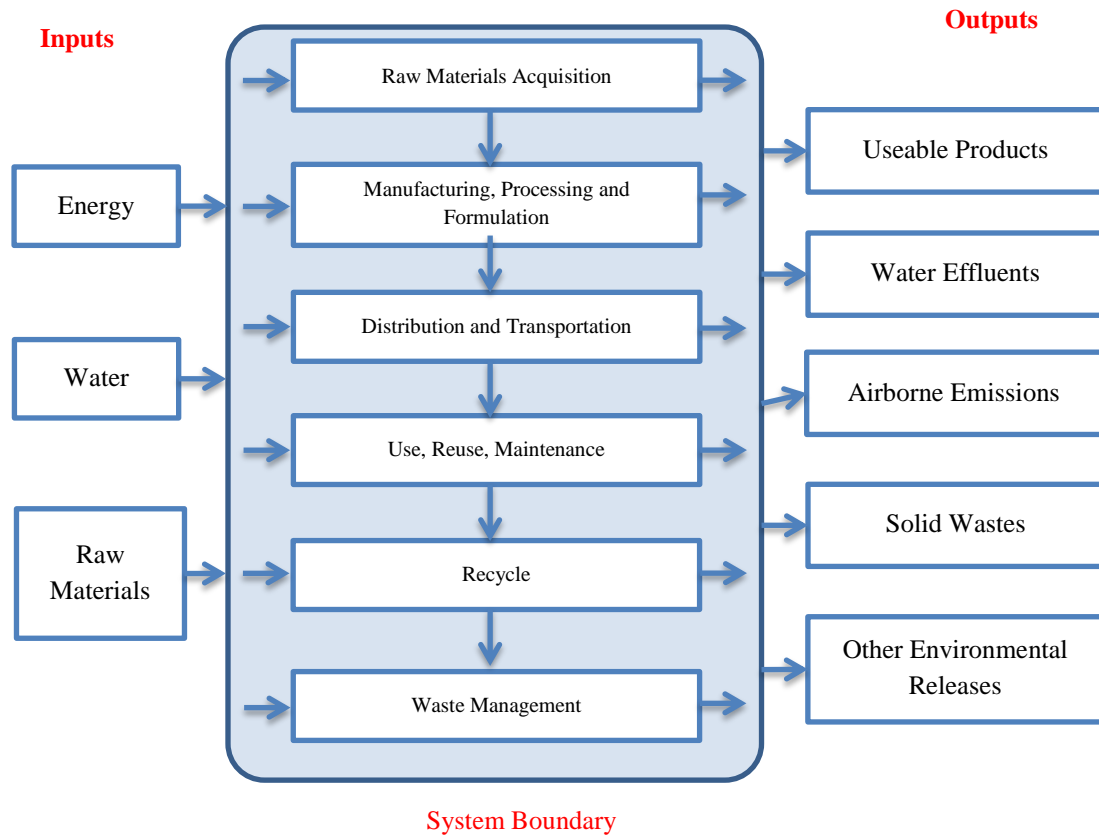 Inputs
Outputs
Raw Materials Acquisition
Useable Products
Manufacturing, Processing and
Formulation
Energy
Water Effluents
Distribution and Transportation
Water
Airborne Emissions
Use, Reuse, Maintenance
Solid Wastes
Raw
Materials
Recycle
Other Environmental
Releases
Waste Management
System Boundary